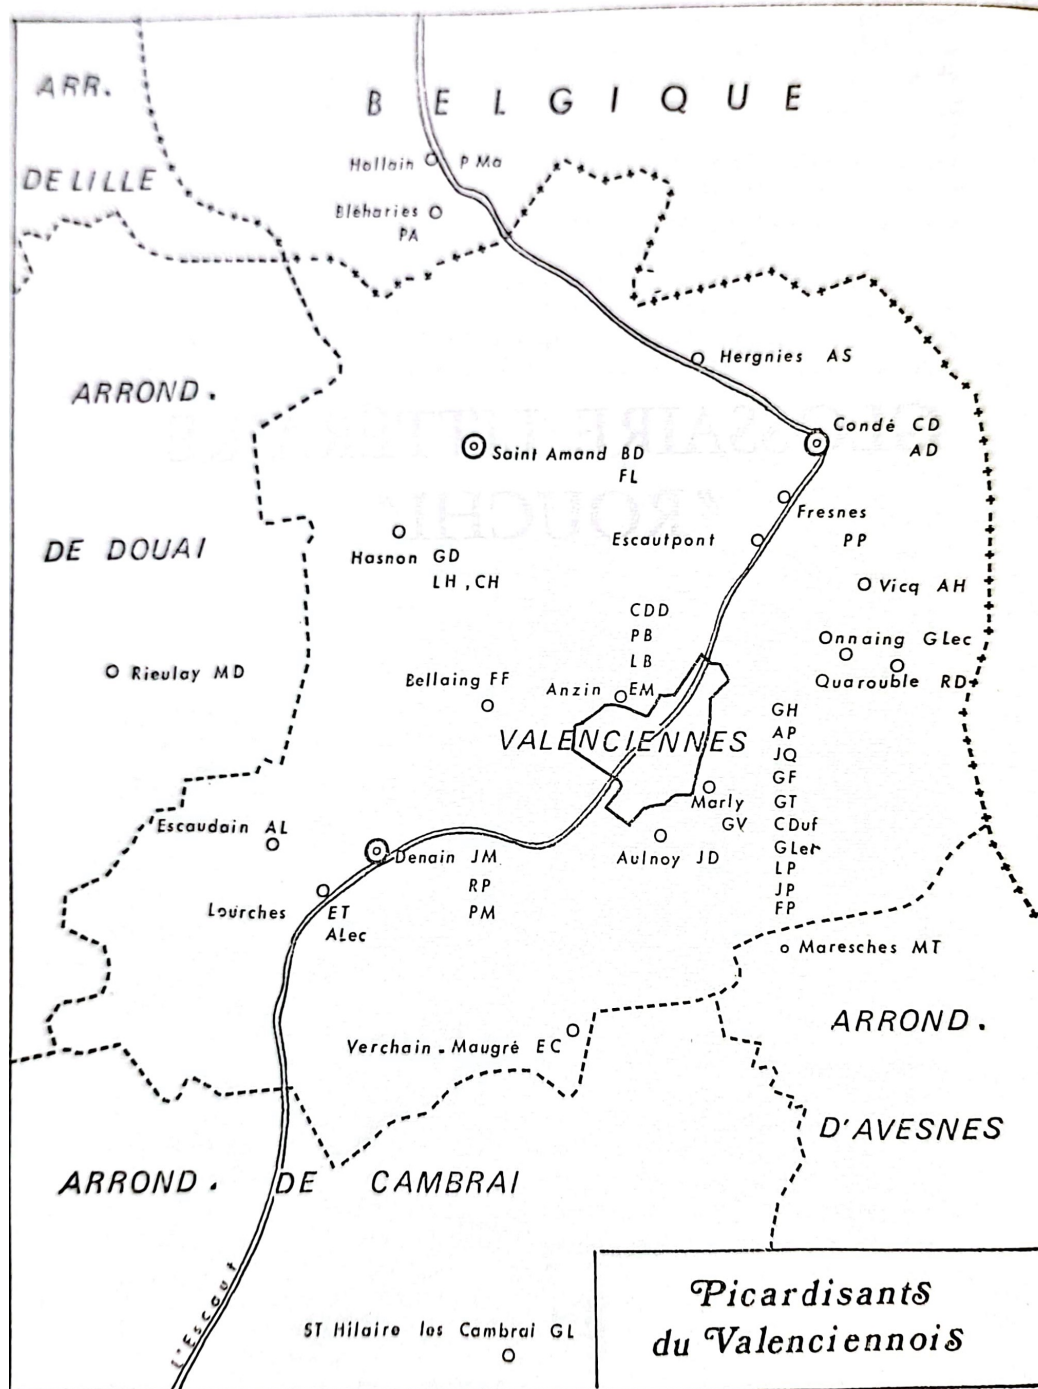 ARR.
BELGIQUE
DE LILLE
Hollain P Ma
Bléharies
PA
Hergnies AS
ARROND.
Condé CD
AD
Saint Amand BD
FL
Fresnes
PP
Escautpont
DE DOUAI
Hasnon GD
LH, CH
Vicq AH
CDD
PB
LB
EM
Anzin
Onnaing GLec
Quarouble RD
Rieulay MD
Bellaing FF
VALENCIENNES
GH
AP
JQ
GF
GT
CDuf
GLer
LP
JP
FP
Marly
GV
Aulnoy JD
Escaudain AL
Denain JM
RP
PM
Lourches ET
ALec
Maresches MT
ARROND.
D'AVESNES
Verchain-Maugré EC
ARROND. DE CAMBRAI
L'Escaut
ST Hilaire les Cambrai GL
Picardisants
du Valenciennois